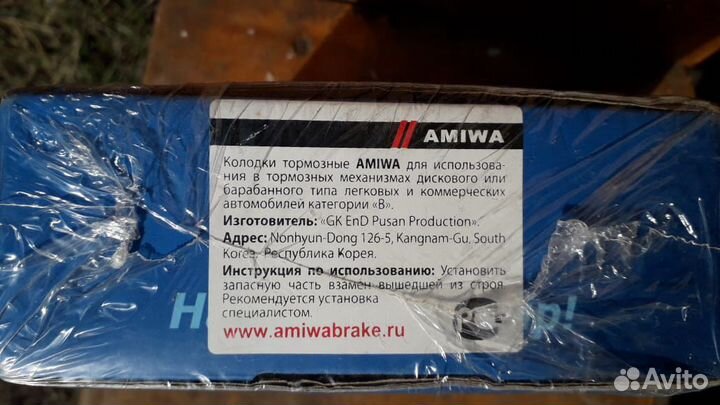 AMIWA
Колодки тормозные AMIWA для использова-
ния в тормозных механизмах дискового или
барабанного типа легковых и коммерческих
автомобилей категории «В».
Изготовитель: «GK EnD Pusan Production».
Адрес: Nonhyun-Dong 126-5, Kangnam-Gu. South
Korea, Республика Корея.
Инструкция по использованию: Установить
запасную часть взамен вышедшей из строя.
Рекомендуется установка
специалистом.
www.amiwabrake.ru
Avito